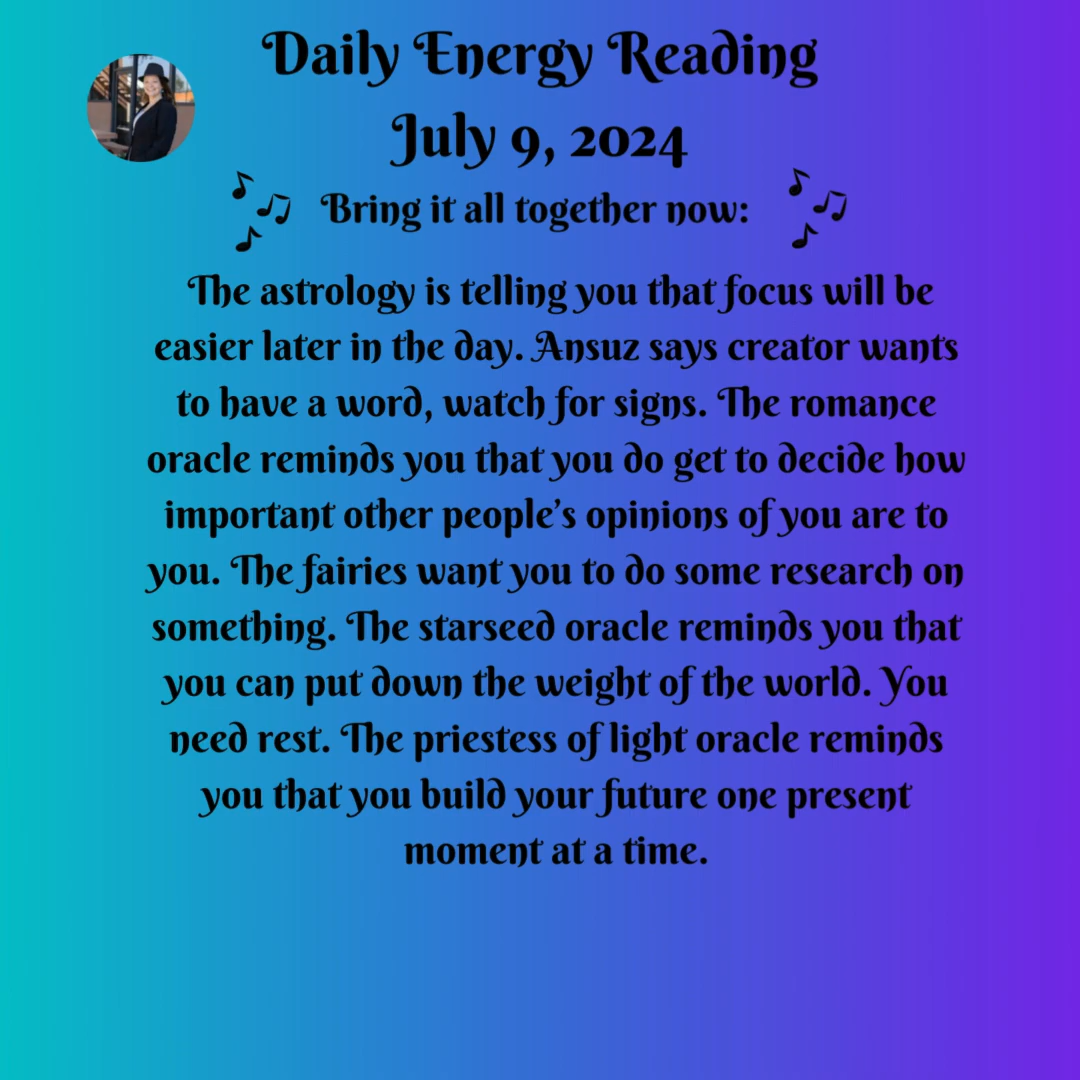 Daily Energy Reading
July 9, 2024
Bring it all together now:
The astrology is telling you that focus will be
easier later in the day. Ansuz says creator wants
to have a word, watch for signs. The romance
oracle reminds you that you do get to decide how
important other people's opinions of you are to
you. The fairies want you to do some research on
something. The starseed oracle reminds you that
you can put down the weight of the world. You
need rest. The priestess of light oracle reminds
you that you build your future one present
moment at a time.